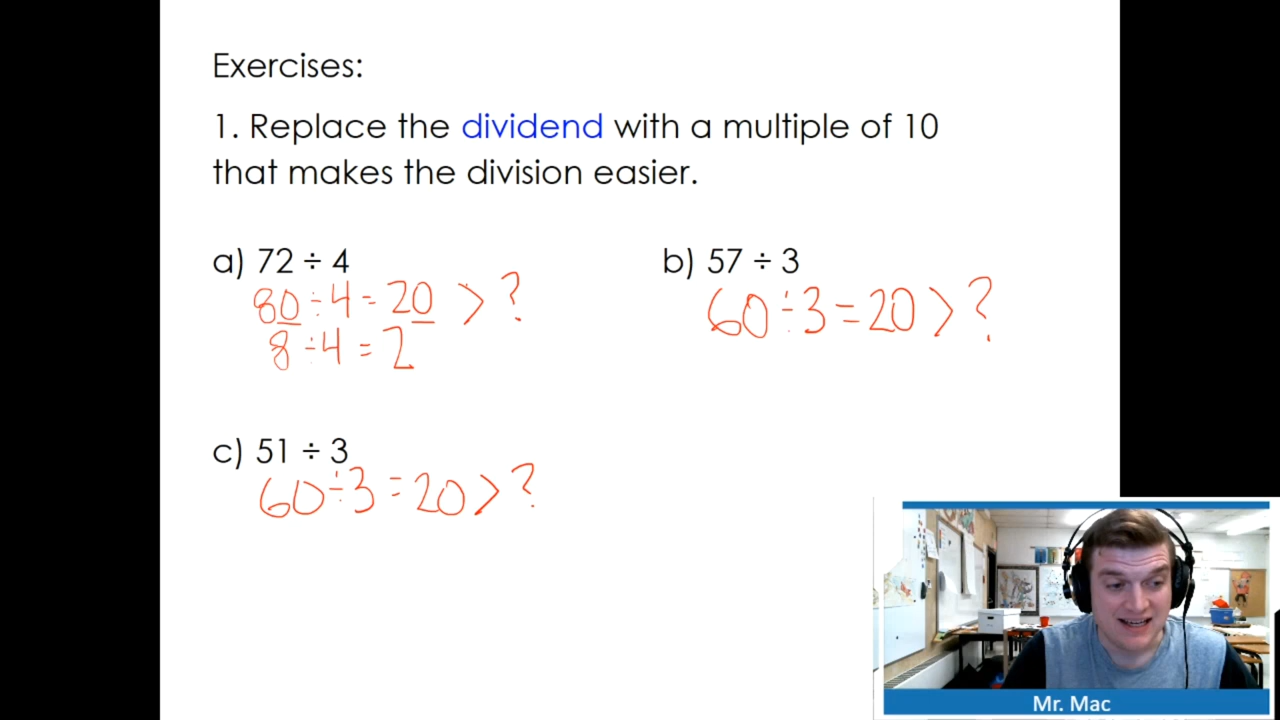 Exercises:
1. Replace the dividend with a multiple of 10
that makes the division easier.
a) 72 ÷ 4
80 ÷ 4 = 20 > ?
8 ÷ 4 = 2
b) 57 ÷ 3
60 ÷ 3 = 20 > ?
c) 51 ÷ 3
60 ÷ 3 = 20 > ?
Mr. Mac